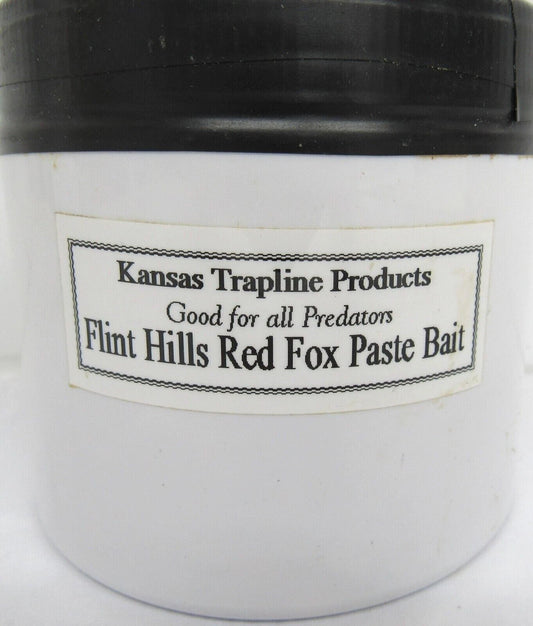 Kansas Trapline Products
Good for all Predators
Flint Hills Red Fox Paste Bait